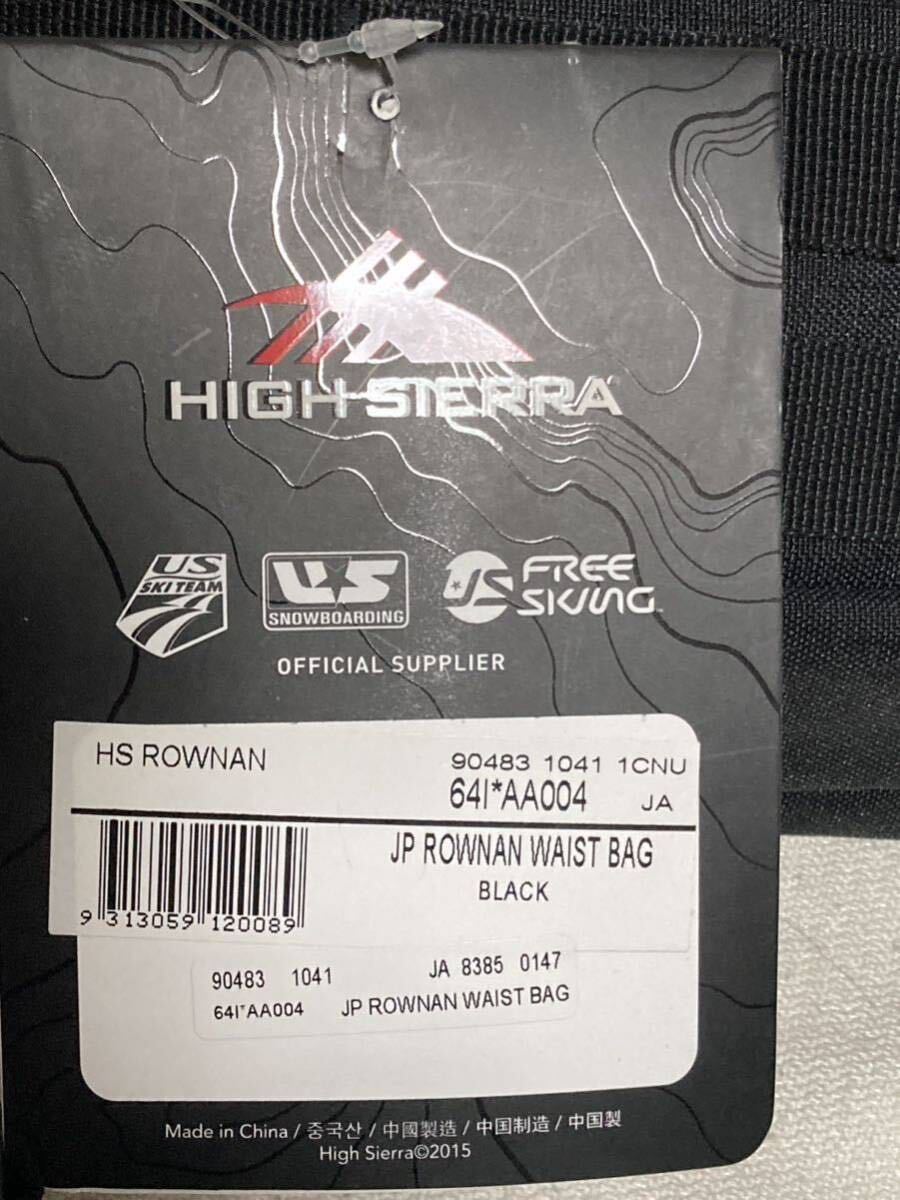 HIGH SIERRA
US
SKI TEAM
US
SNOWBOARDING
US FREE
SKIING
OFFICIAL SUPPLIER
HS ROWNAN
90483 1041 1CNU
64I*AA004 JA
JP ROWNAN WAIST BAG
BLACK
9 313059 120089
90483 1041 JA 8385 0147
64I*AA004 JP ROWNAN WAIST BAG
Made in China / 중국산 / 中國製造 / 中国制造 / 中国製
High Sierra©2015